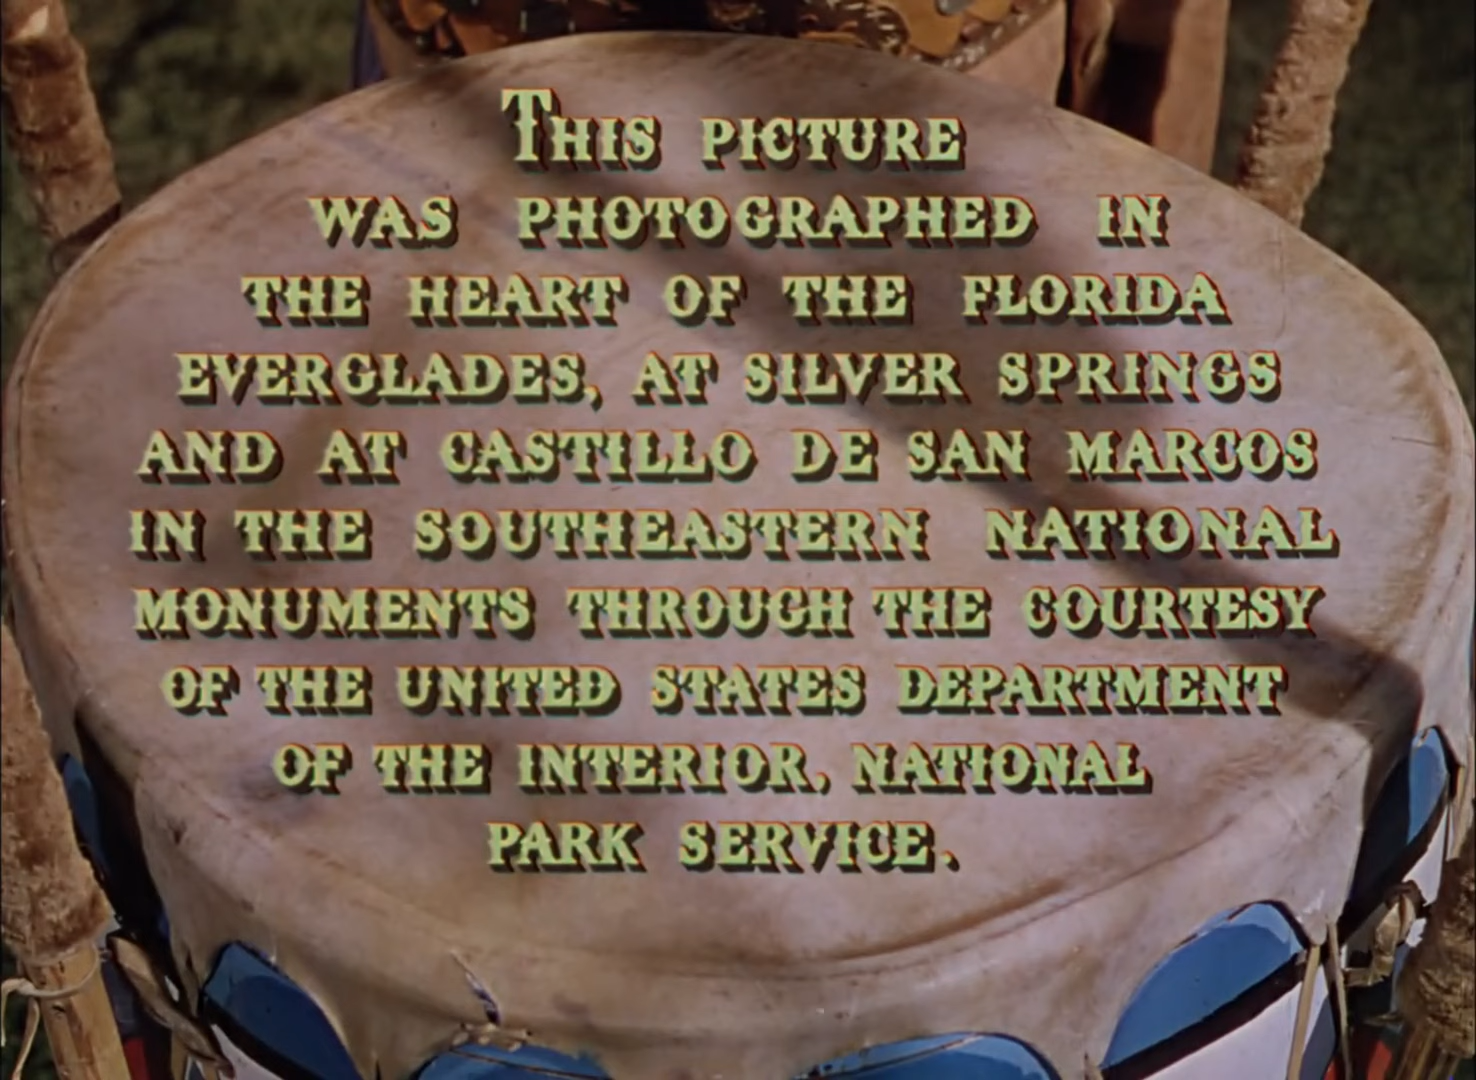 THIS PICTURE
WAS PHOTOGRAPHED IN
THE HEART OF THE FLORIDA
EVERGLADES, AT SILVER SPRINGS
AND AT CASTILLO DE SAN MARCOS
IN THE SOUTHEASTERN NATIONAL
MONUMENTS THROUGH THE COURTESY
OF THE UNITED STATES DEPARTMENT
OF THE INTERIOR, NATIONAL
PARK SERVICE.